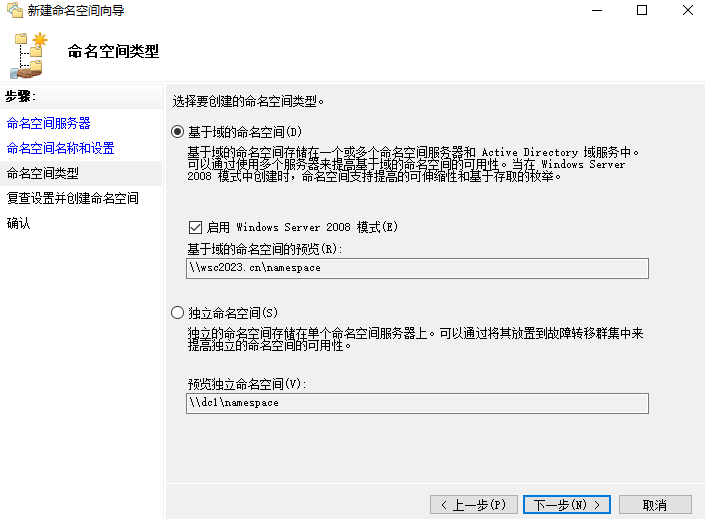 新建命名空间向导
命名空间类型
步骤:
命名空间服务器
命名空间名称和设置
命名空间类型
复查设置并创建命名空间
确认
选择要创建的命名空间类型。
基于域的命名空间(D)
基于域的命名空间存储在一个或多个命名空间服务器和 Active Directory 域服务中。
可以通过使用多个服务器来提高基于域的命名空间的可用性。当在 Windows Server
2008 模式中创建时，命名空间支持提高的可伸缩性和基于存取的枚举。
启用 Windows Server 2008 模式(E)
基于域的命名空间的预览(R):
\\wsc2023.cn\namespace
独立命名空间(S)
独立的命名空间存储在单个命名空间服务器上。可以通过将其放置到故障转移群集中来
提高独立的命名空间的可用性。
预览独立命名空间(V):
\\dc1\namespace
< 上一步(P)
下一步(N) >
取消